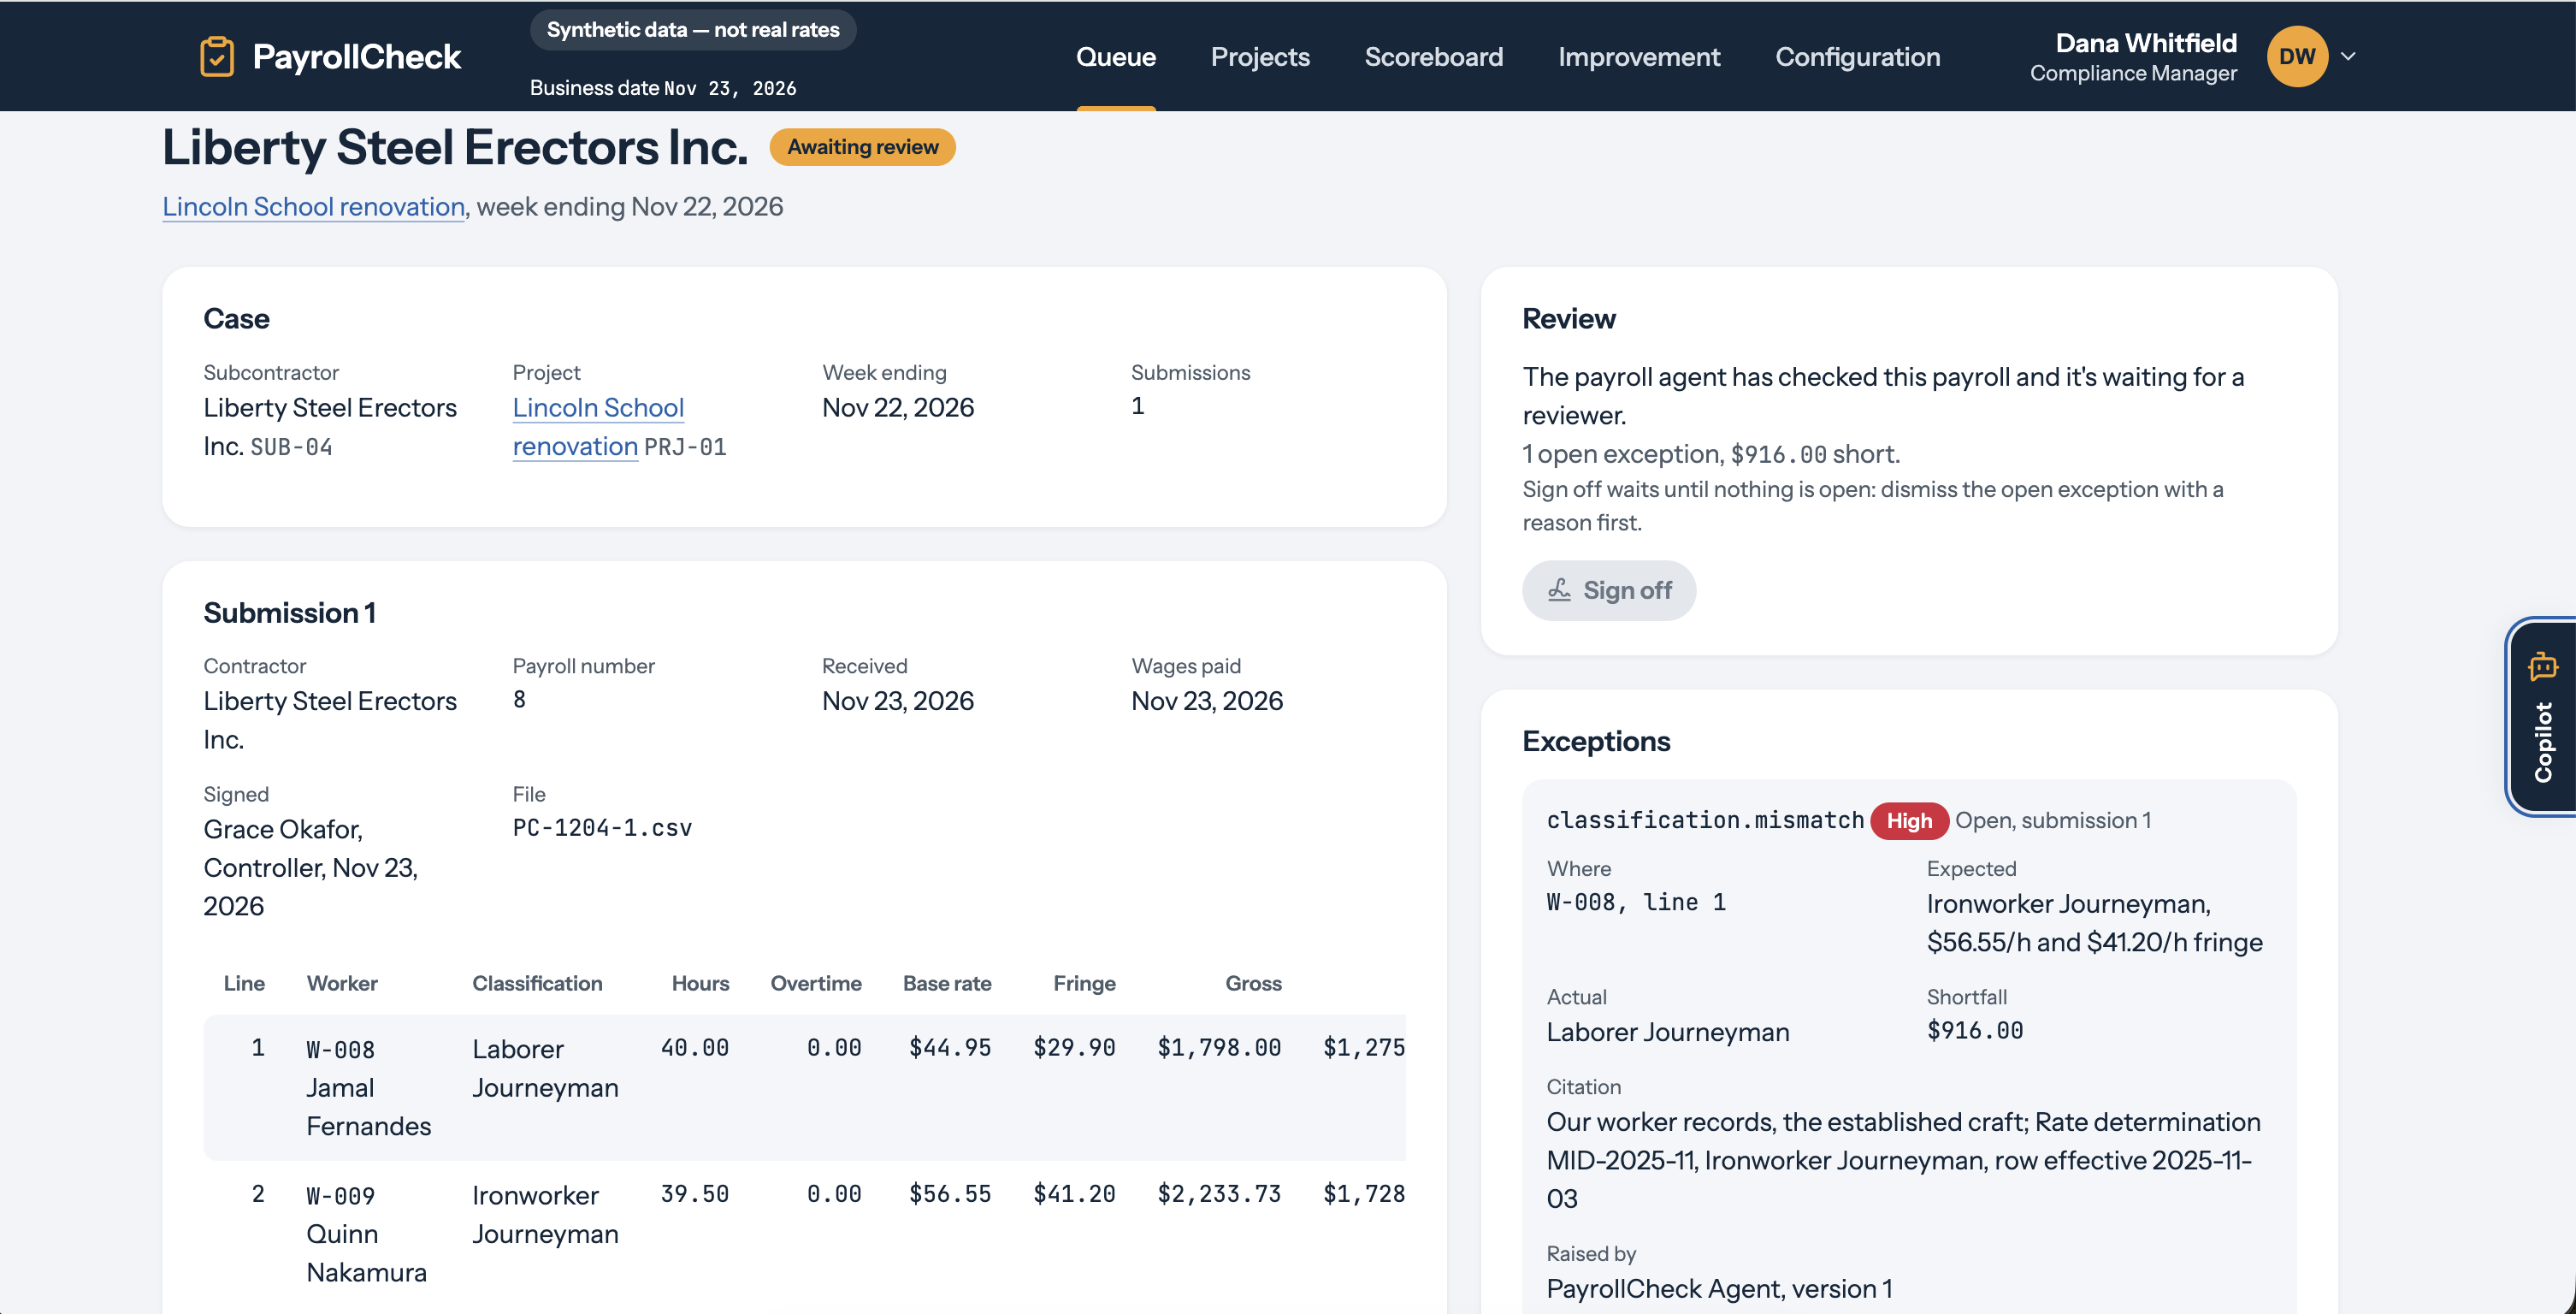 PayrollCheck
Synthetic data — not real rates
Business date Nov 23, 2026
Queue
Projects
Scoreboard
Improvement
Configuration
Dana Whitfield
Compliance Manager
DW
Liberty Steel Erectors Inc.
Awaiting review
Lincoln School renovation, week ending Nov 22, 2026
Case
Subcontractor
Liberty Steel Erectors
Inc. SUB-04
Project
Lincoln School
renovation PRJ-01
Week ending
Nov 22, 2026
Submissions
1
Submission 1
Contractor
Liberty Steel Erectors
Inc.
Payroll number
8
Received
Nov 23, 2026
Wages paid
Nov 23, 2026
Signed
Grace Okafor,
Controller, Nov 23,
2026
File
PC-1204-1.csv
Line Worker Classification Hours Overtime Base rate Fringe Gross
1 W-008 Laborer 40.00 0.00 $44.95 $29.90 $1,798.00 $1,275
Jamal Journeyman
Fernandes
2 W-009 Ironworker 39.50 0.00 $56.55 $41.20 $2,233.73 $1,728
Quinn Journeyman
Nakamura
Review
The payroll agent has checked this payroll and it's waiting for a
reviewer.
1 open exception, $916.00 short.
Sign off waits until nothing is open: dismiss the open exception with a
reason first.
Sign off
Exceptions
classification.mismatch High Open, submission 1
Where
W-008, line 1
Expected
Ironworker Journeyman,
$56.55/h and $41.20/h fringe
Actual
Laborer Journeyman
Shortfall
$916.00
Citation
Our worker records, the established craft; Rate determination
MID-2025-11, Ironworker Journeyman, row effective 2025-11-
03
Raised by
PayrollCheck Agent, version 1
Copilot